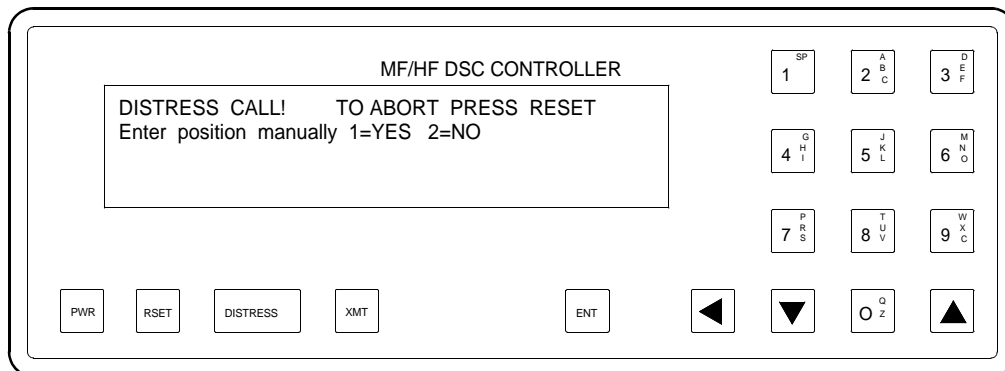 MF/HF DSC CONTROLLER
DISTRESS CALL! TO ABORT PRESS RESET
Enter position manually 1=YES 2=NO
1 SP
2 A B C
3 D E F
4 G H I
5 J K L
6 M N O
7 P R S
8 T U V
9 W X C
PWR
RSET
DISTRESS
XMT
ENT
O Q Z